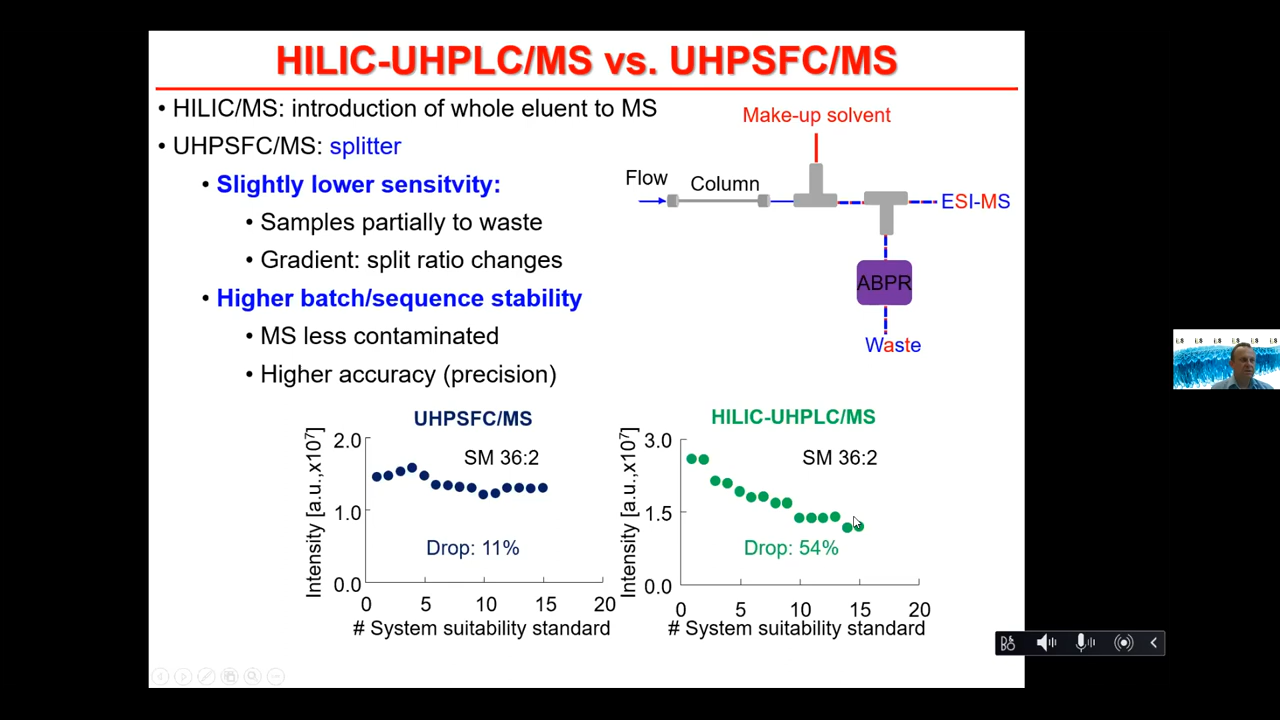 HILIC-UHPLC/MS vs. UHPSFC/MS
• HILIC/MS: introduction of whole eluent to MS
• UHPSFC/MS: splitter
• Slightly lower sensitvity:
• Samples partially to waste
• Gradient: split ratio changes
• Higher batch/sequence stability
• MS less contaminated
• Higher accuracy (precision)
Make-up solvent
Flow
Column
ESI-MS
ABPR
Waste
UHPSFC/MS
SM 36:2
Intensity [a.u.,x10⁷]
2.0
1.0
0.0
Drop: 11%
0 5 10 15 20
# System suitability standard
HILIC-UHPLC/MS
SM 36:2
Intensity [a.u.,x10⁷]
3.0
1.5
0.0
Drop: 54%
0 5 10 15 20
# System suitability standard